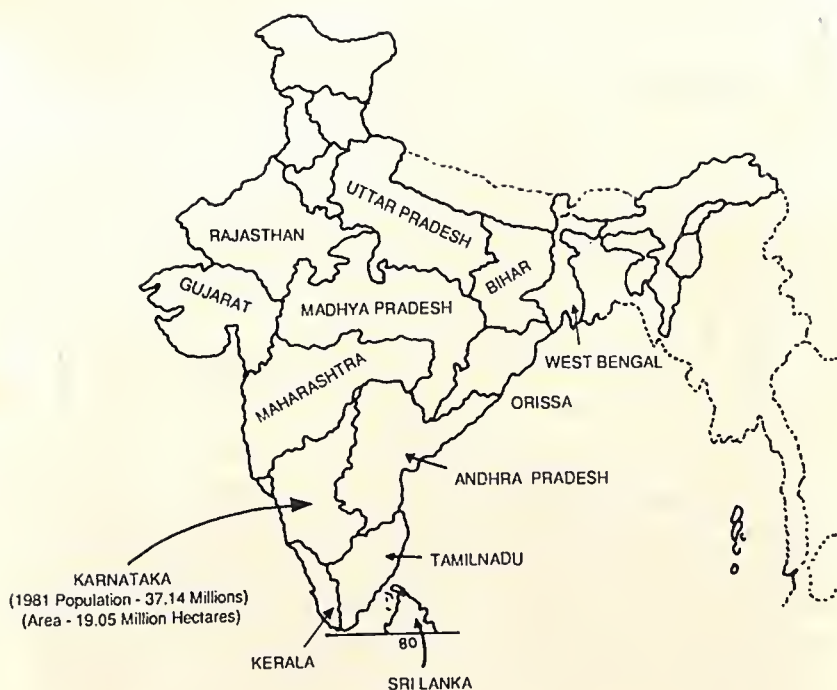 UTTAR PRADESH
RAJASTHAN
BIHAR
GUJARAT
MADHYA PRADESH
WEST BENGAL
MAHARASHTRA
ORISSA
ANDHRA PRADESH
TAMILNADU
KARNATAKA
(1981 Population - 37.14 Millions)
(Area - 19.05 Million Hectares)
80
KERALA
SRI LANKA